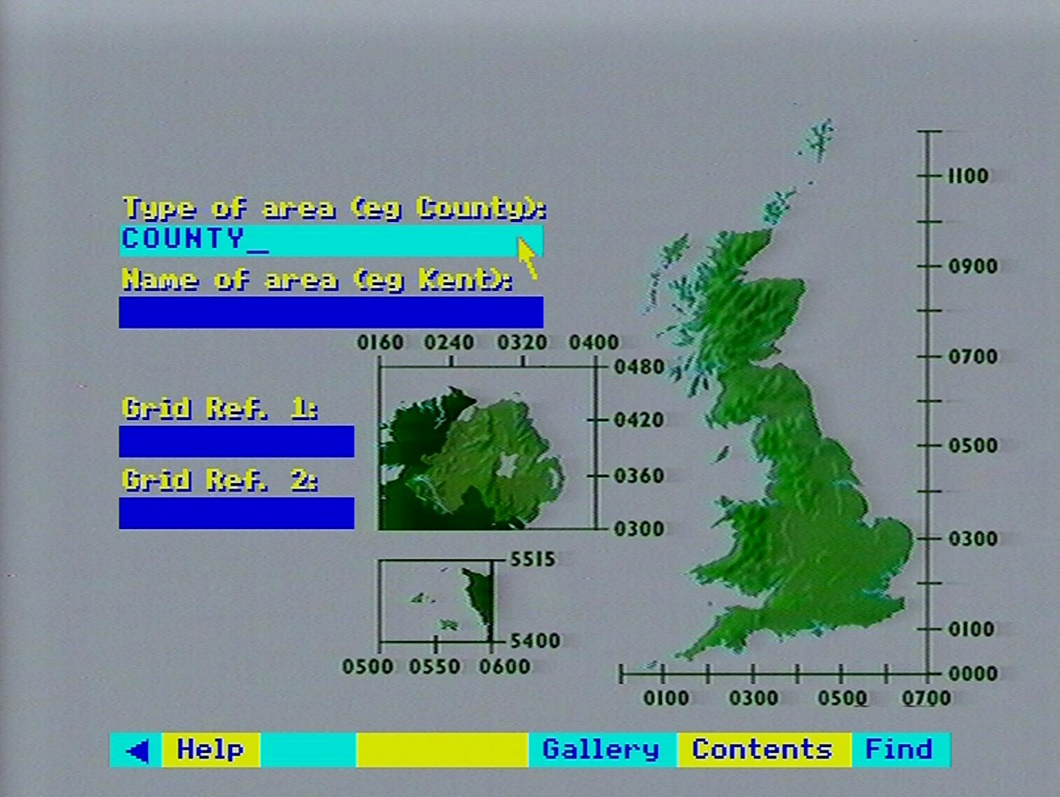 Type of area (eg County):
COUNTY_
Name of area (eg Kent):
0160 0240 0320 0400
0480
0420
0360
0300
Grid Ref. 1:
Grid Ref. 2:
5515
5400
0500 0550 0600
1100
0900
0700
0500
0300
0100
0000
0100 0300 0500 0700
Help Gallery Contents Find